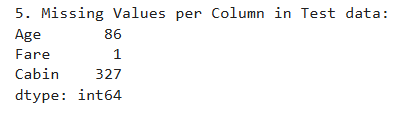 5. Missing Values per Column in Test data:
Age 86
Fare 1
Cabin 327
dtype: int64